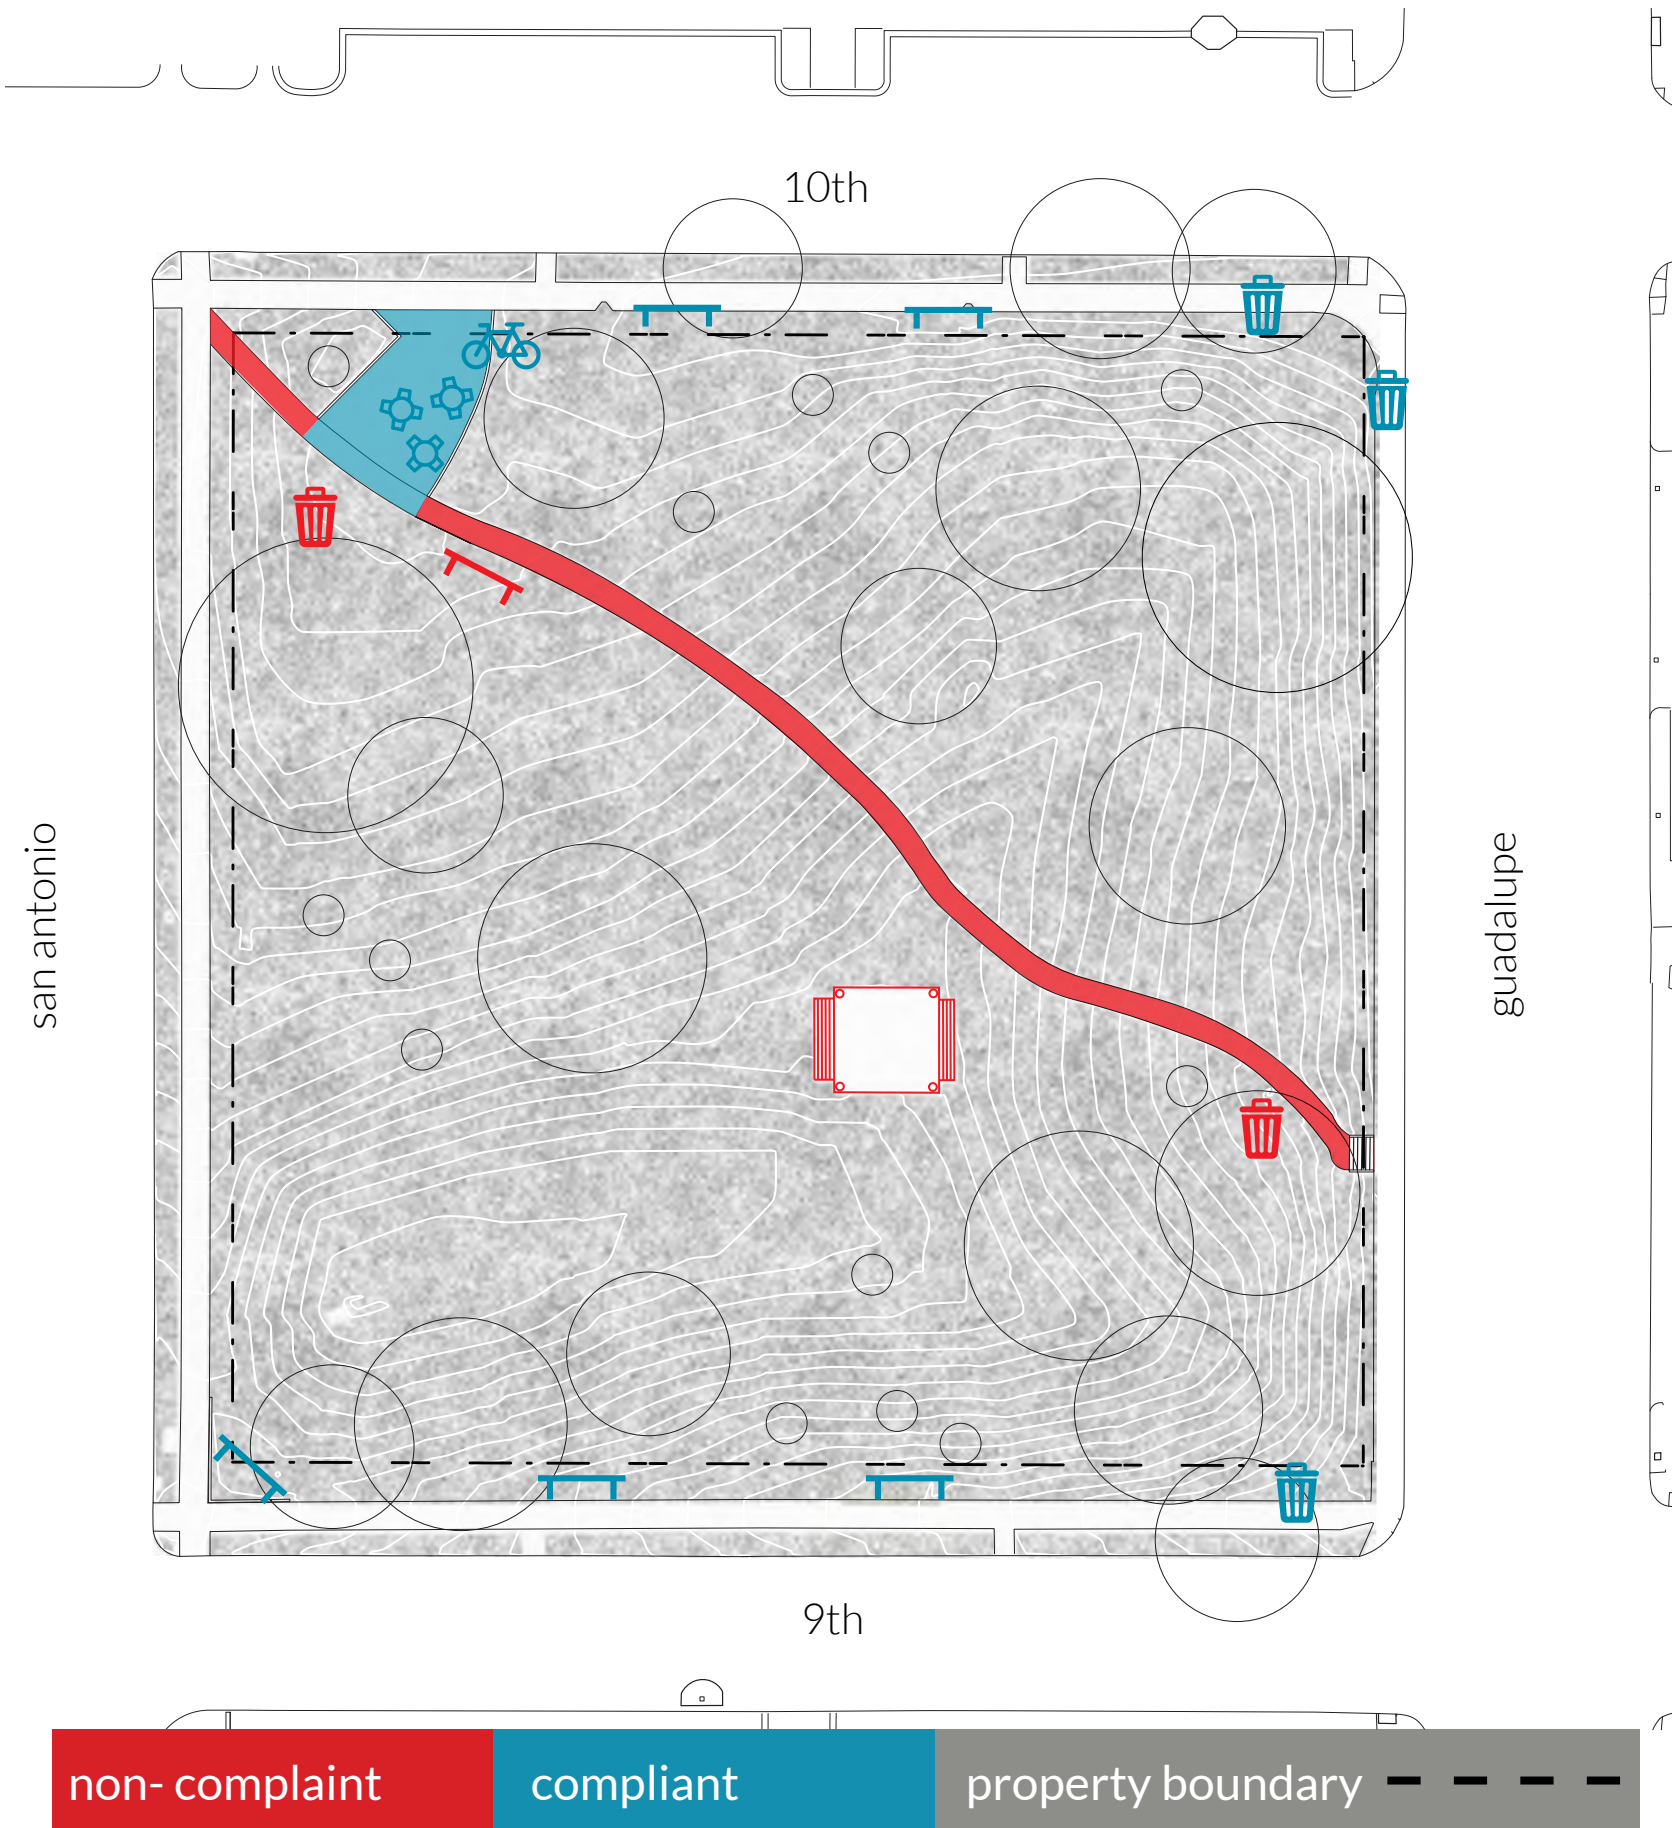 10th
san antonio
guadalupe
9th
non- complaint
compliant
property boundary